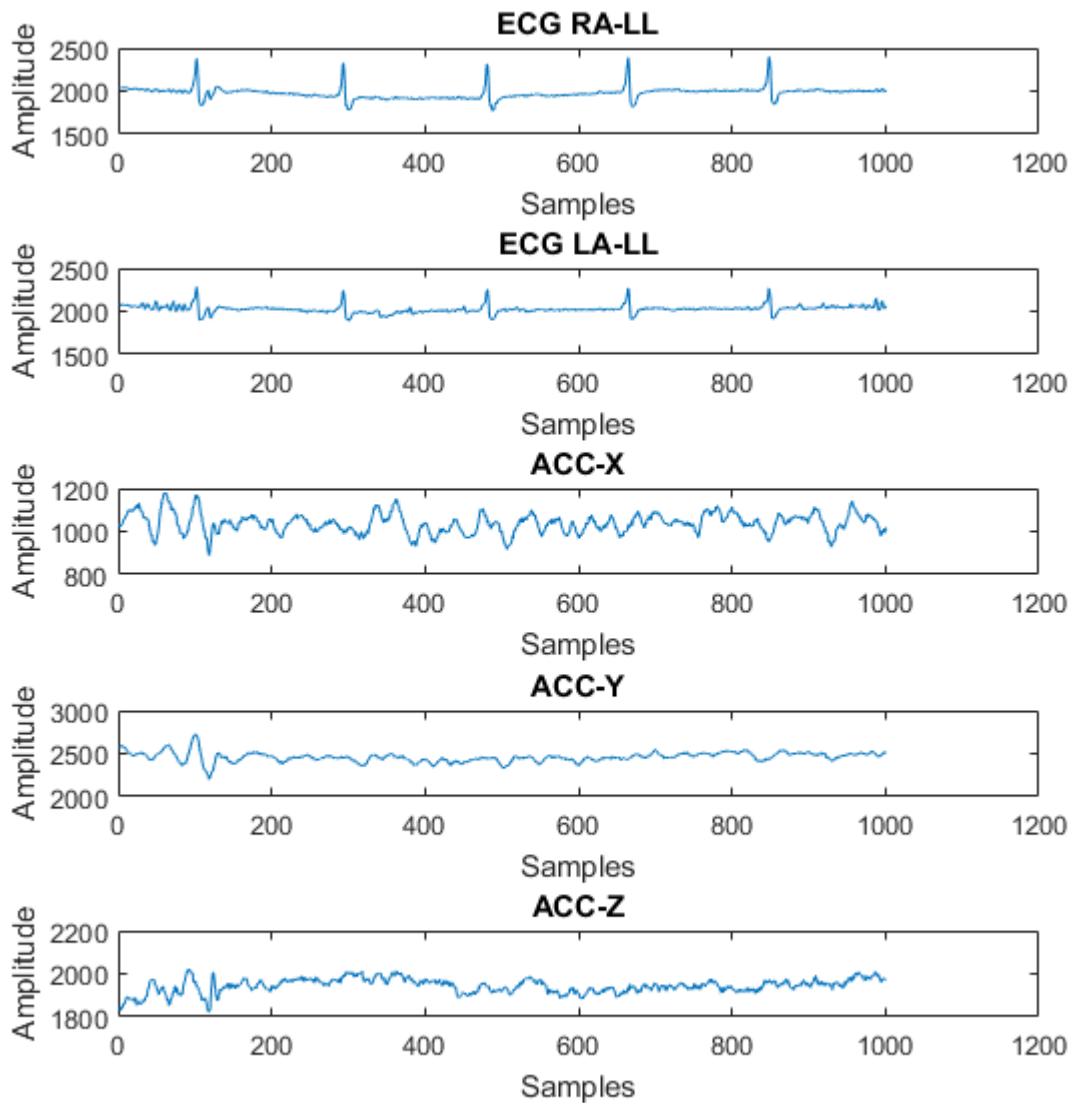 ECG RA-LL
Amplitude
2500
2000
1500
0 200 400 600 800 1000 1200
Samples
ECG LA-LL
Amplitude
2500
2000
1500
0 200 400 600 800 1000 1200
Samples
ACC-X
Amplitude
1200
1000
800
0 200 400 600 800 1000 1200
Samples
ACC-Y
Amplitude
3000
2500
2000
0 200 400 600 800 1000 1200
Samples
ACC-Z
Amplitude
2200
2000
1800
0 200 400 600 800 1000 1200
Samples